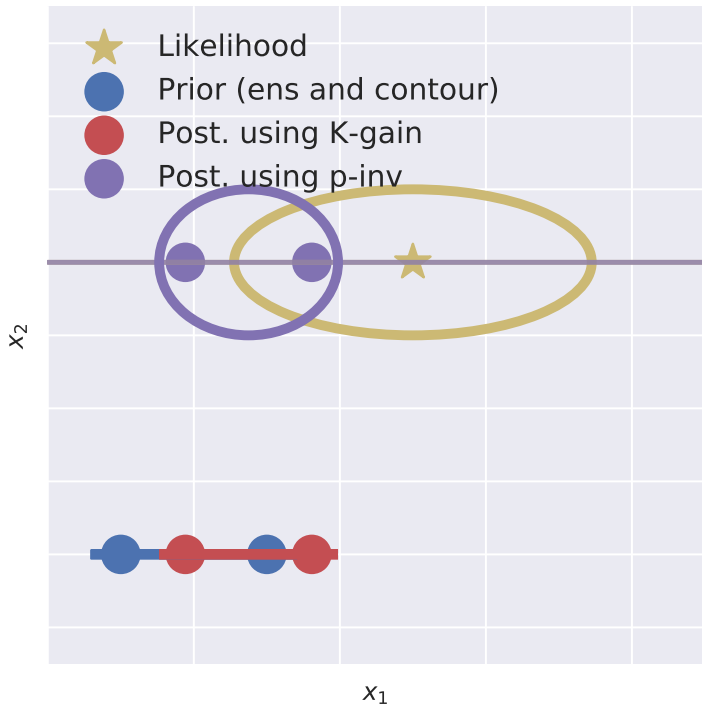 Likelihood
Prior (ens and contour)
Post. using K-gain
Post. using p-inv
x₂
x₁